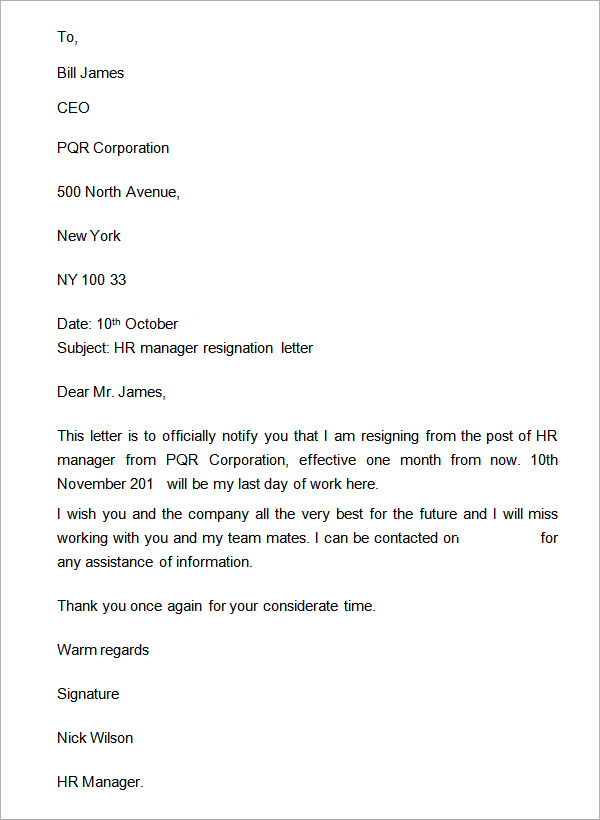 To,
Bill James
CEO
PQR Corporation
500 North Avenue,
New York
NY 100 33
Date: 10th October
Subject: HR manager resignation letter
Dear Mr. James,
This letter is to officially notify you that I am resigning from the post of HR
manager from PQR Corporation, effective one month from now. 10th
November 201 will be my last day of work here.
I wish you and the company all the very best for the future and I will miss
working with you and my team mates. I can be contacted on for
any assistance of information.
Thank you once again for your considerate time.
Warm regards
Signature
Nick Wilson
HR Manager.